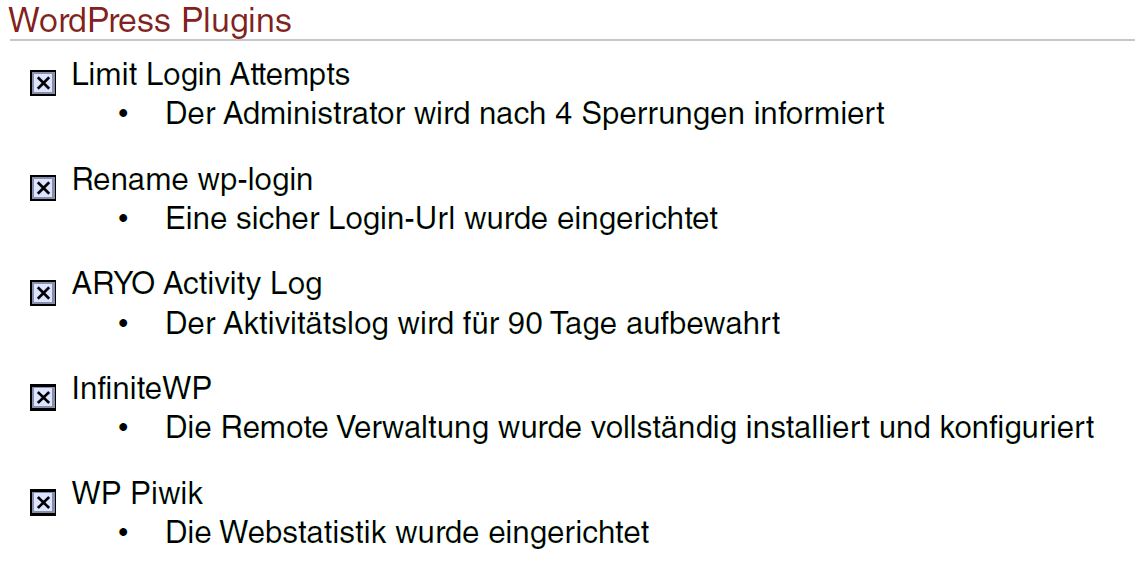 WordPress Plugins
Limit Login Attempts
• Der Administrator wird nach 4 Sperrungen informiert
Rename wp-login
• Eine sicher Login-Url wurde eingerichtet
ARYO Activity Log
• Der Aktivitätslog wird für 90 Tage aufbewahrt
InfiniteWP
• Die Remote Verwaltung wurde vollständig installiert und konfiguriert
WP Piwik
• Die Webstatistik wurde eingerichtet